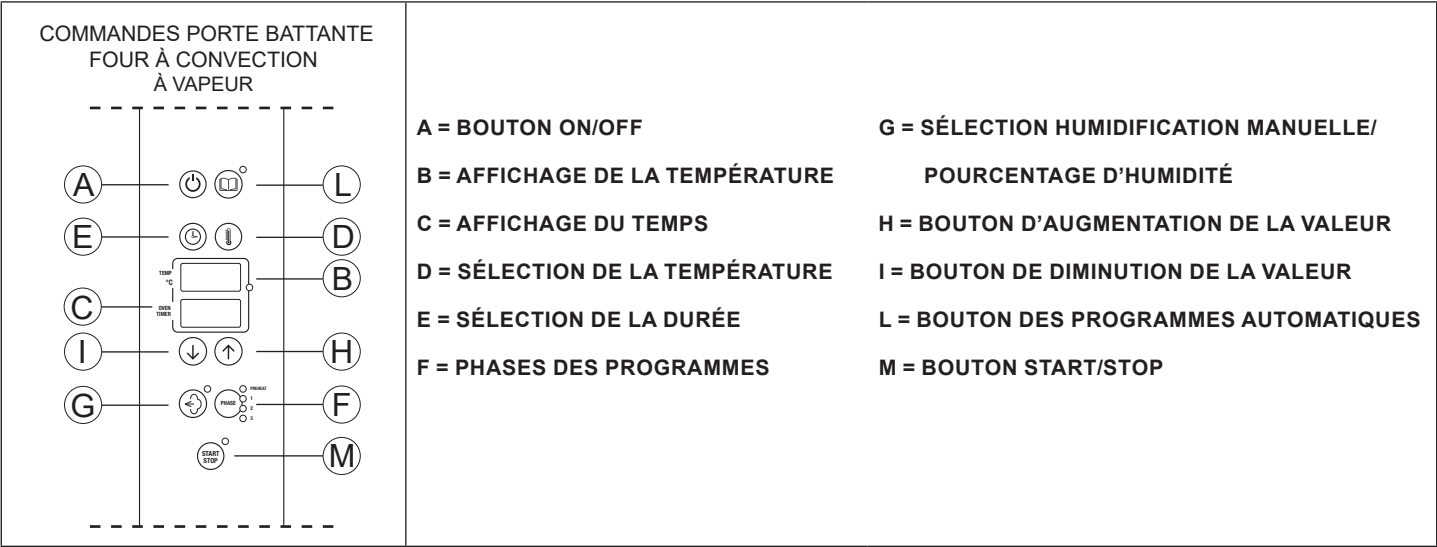 COMMANDES PORTE BATTANTE
FOUR À CONVECTION
À VAPEUR
A
L
E
D
TEMP
°C
B
C
OVEN
TIMER
I
H
G
PHASE
PREHEAT
1
2
3
F
START
STOP
M
A = BOUTON ON/OFF
B = AFFICHAGE DE LA TEMPÉRATURE
C = AFFICHAGE DU TEMPS
D = SÉLECTION DE LA TEMPÉRATURE
E = SÉLECTION DE LA DURÉE
F = PHASES DES PROGRAMMES
G = SÉLECTION HUMIDIFICATION MANUELLE/
POURCENTAGE D’HUMIDITÉ
H = BOUTON D’AUGMENTATION DE LA VALEUR
I = BOUTON DE DIMINUTION DE LA VALEUR
L = BOUTON DES PROGRAMMES AUTOMATIQUES
M = BOUTON START/STOP